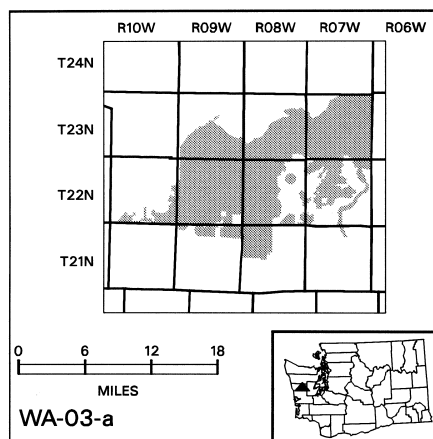 R10W R09W R08W R07W R06W
T24N
T23N
T22N
T21N
0 6 12 18
MILES
WA-03-a